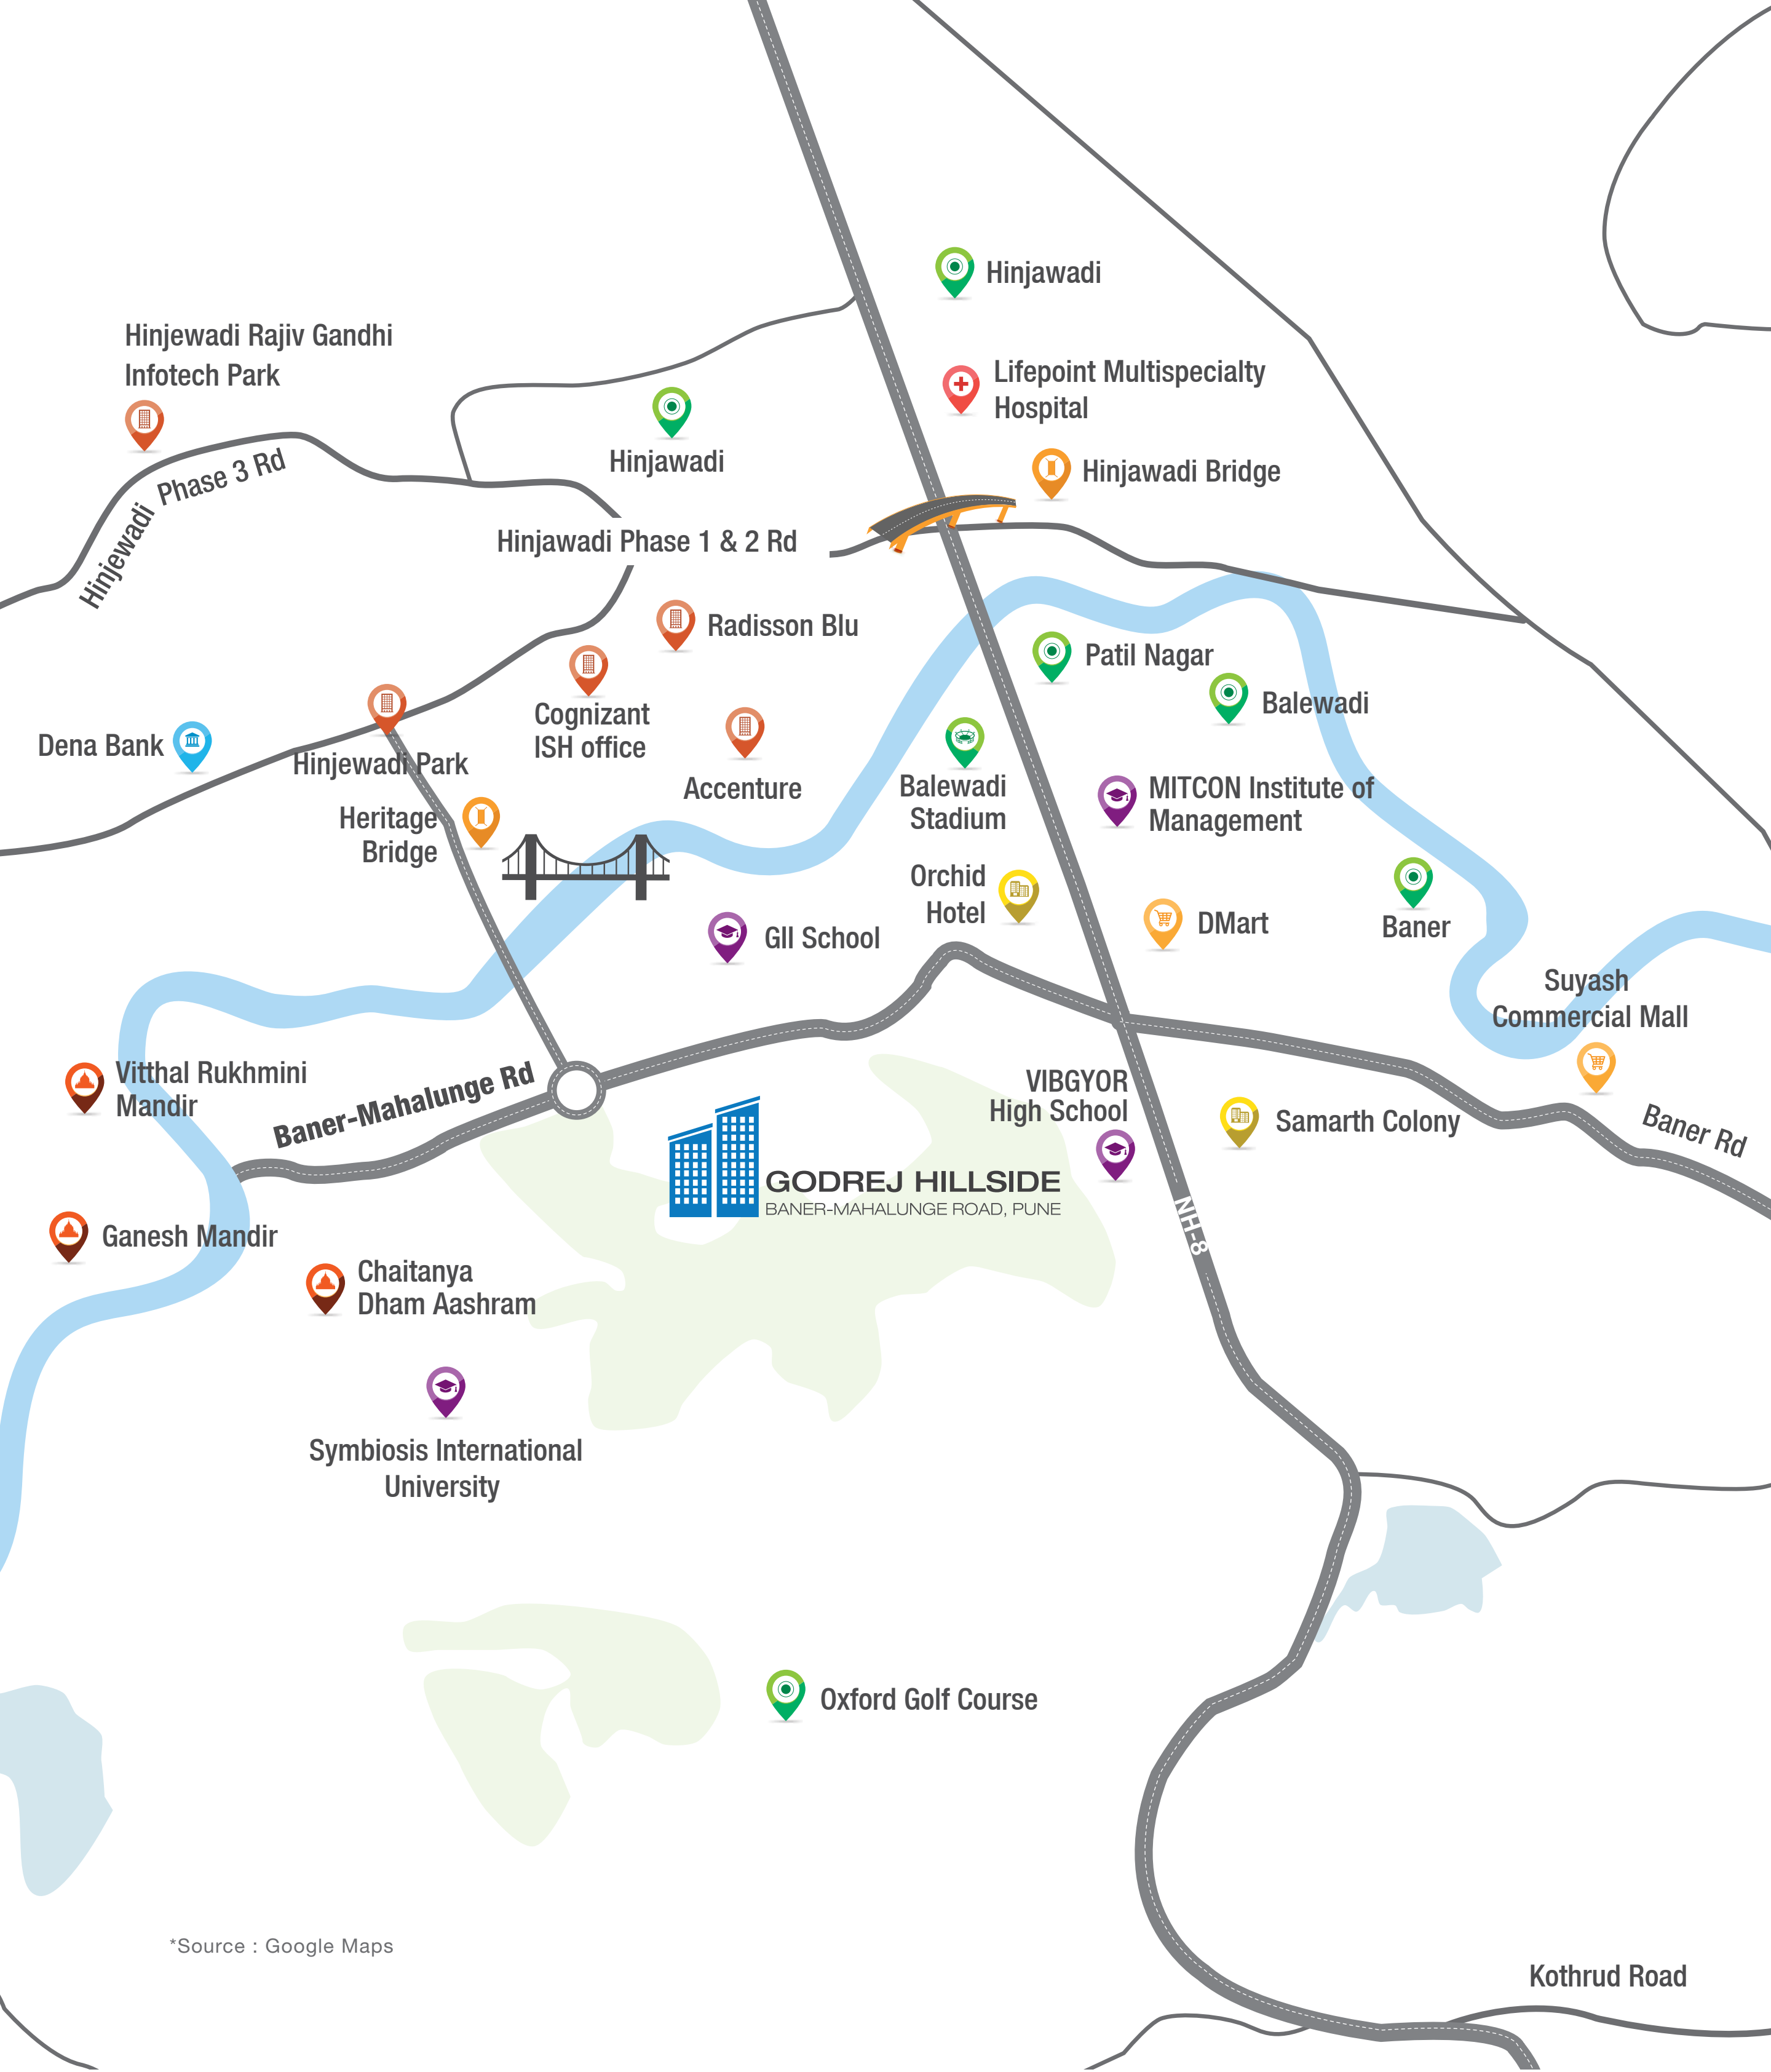 Hinjawadi
Hinjewadi Rajiv Gandhi
Infotech Park
Lifepoint Multispecialty
Hospital
Hinjawadi
Hinjawadi Bridge
Hinjewadi Phase 3 Rd
Hinjawadi Phase 1 & 2 Rd
Radisson Blu
Patil Nagar
Balewadi
Cognizant
ISH office
Dena Bank
Hinjewadi Park
Accenture
Balewadi
Stadium
MITCON Institute of
Management
Heritage
Bridge
Orchid
Hotel
DMart
Baner
GII School
Suyash
Commercial Mall
Vitthal Rukhmini
Mandir
Baner-Mahalunge Rd
VIBGYOR
High School
Samarth Colony
Baner Rd
GODREJ HILLSIDE
BANER-MAHALUNGE ROAD, PUNE
NH-8
Ganesh Mandir
Chaitanya
Dham Aashram
Symbiosis International
University
Oxford Golf Course
*Source : Google Maps
Kothrud Road